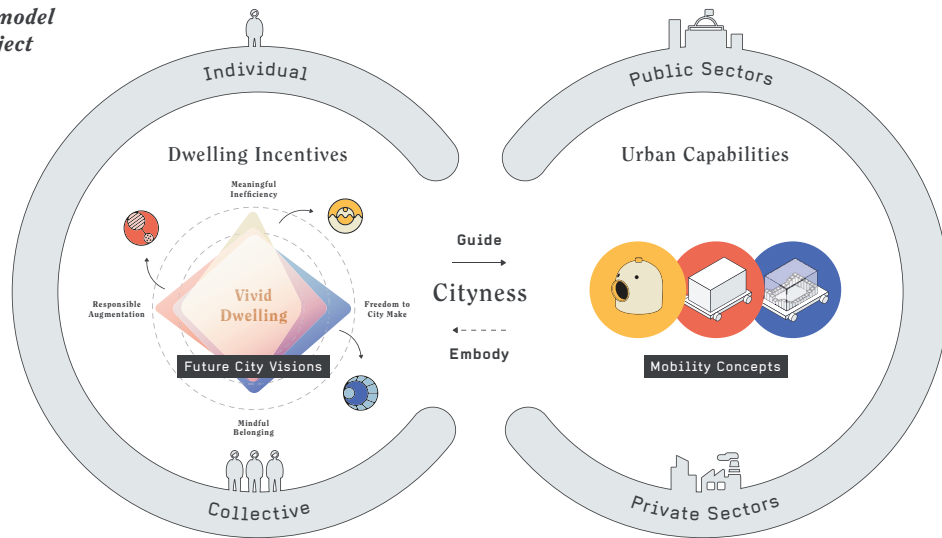 model
ject
Individual
Public Sectors
Dwelling Incentives
Urban Capabilities
Meaningful
Inefficiency
Guide
Responsible
Augmentation
Vivid
Dwelling
Freedom to
City Make
Cityness
Embody
Future City Visions
Mobility Concepts
Mindful
Belonging
Collective
Private Sectors